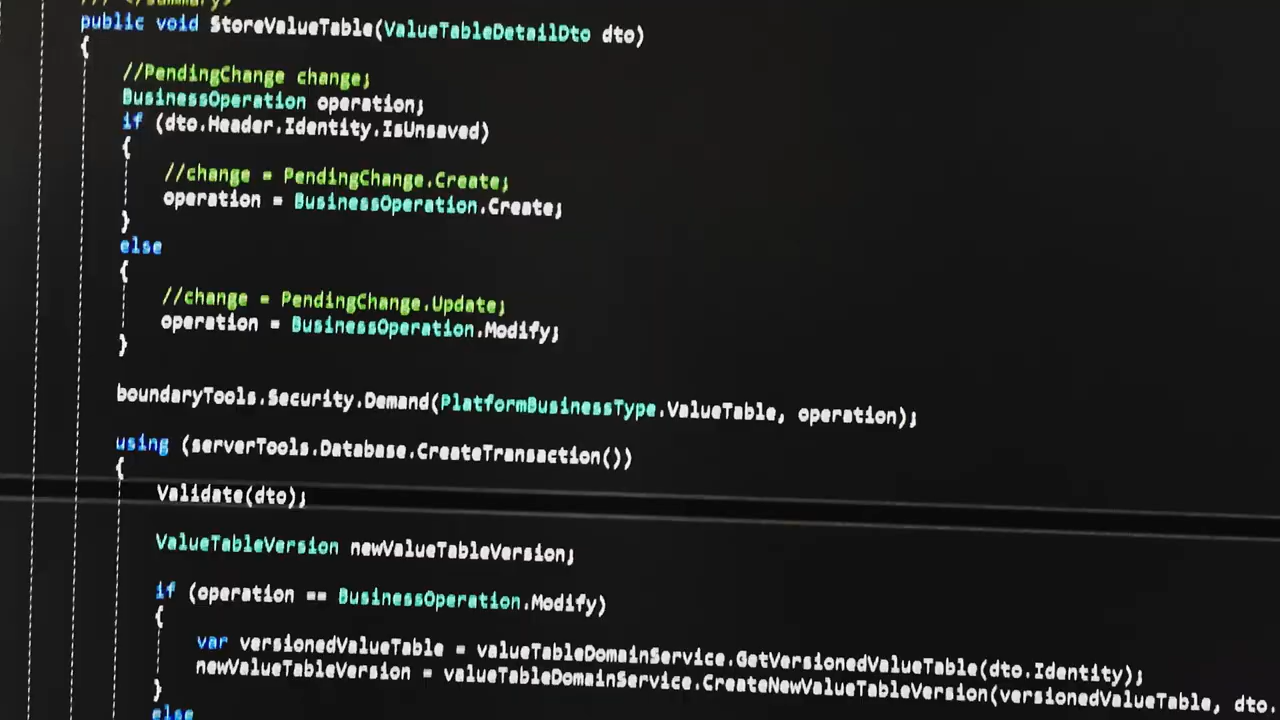 /// </summary>
public void StoreValueTable(ValueTableDetailDto dto)
{
//PendingChange change;
BusinessOperation operation;
if (dto.Header.Identity.IsUnsaved)
{
//change = PendingChange.Create;
operation = BusinessOperation.Create;
}
else
{
//change = PendingChange.Update;
operation = BusinessOperation.Modify;
}
boundaryTools.Security.Demand(PlatformBusinessType.ValueTable, operation);
using (serverTools.Database.CreateTransaction())
{
Validate(dto);
ValueTableVersion newValueTableVersion;
if (operation == BusinessOperation.Modify)
{
var versionedValueTable = valueTableDomainService.GetVersionedValueTable(dto.Identity);
newValueTableVersion = valueTableDomainService.CreateNewValueTableVersion(versionedValueTable, dto.
}
else